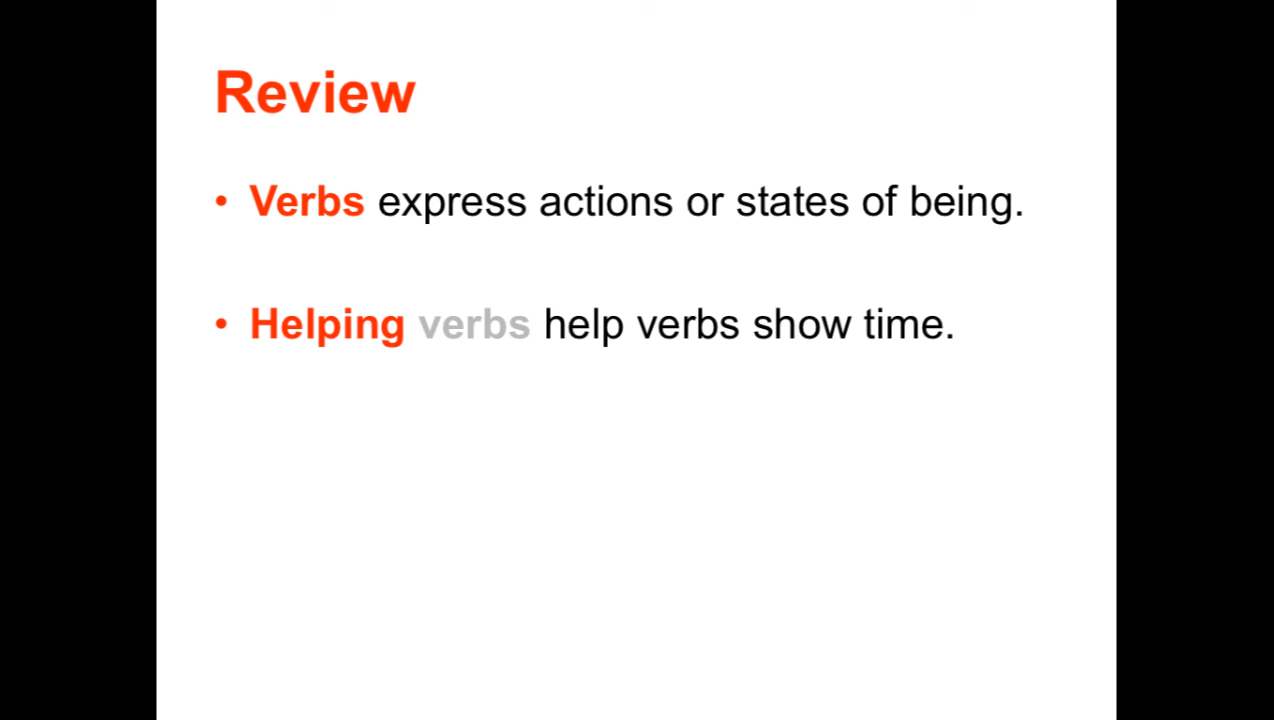 Review
• Verbs express actions or states of being.
• Helping verbs help verbs show time.